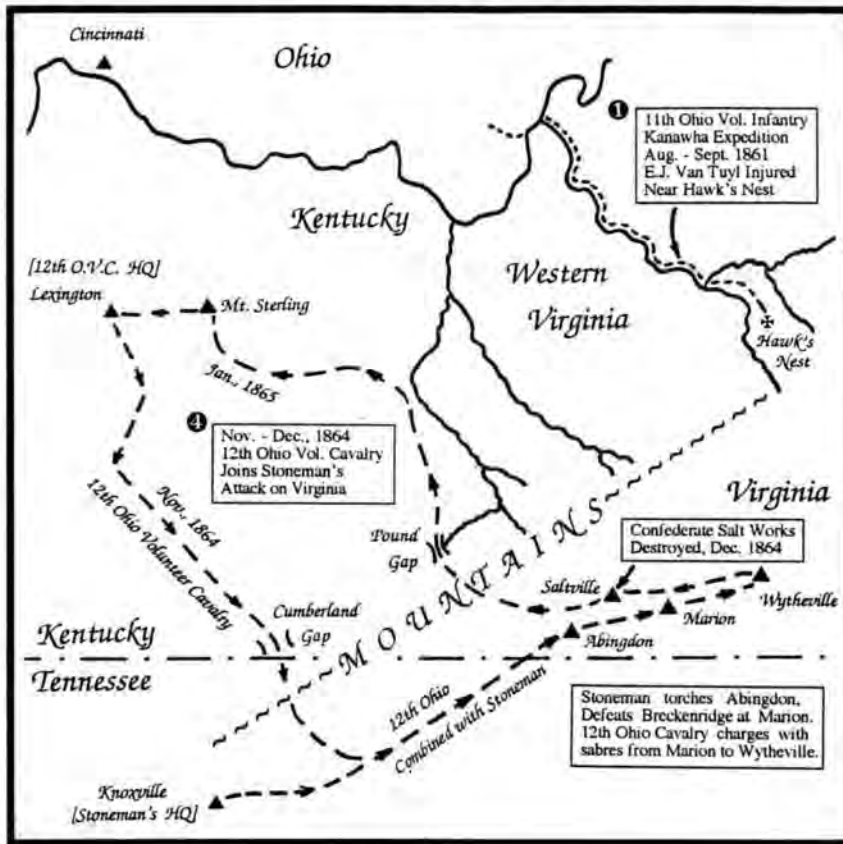 Cincinnati
Ohio
❶
11th Ohio Vol. Infantry
Kanawha Expedition
Aug. - Sept. 1861
E.J. Van Tuyl Injured
Near Hawk's Nest
Kentucky
[12th O.V.C. HQ]
Lexington
Mt. Sterling
Western
Virginia
Hawk's
Nest
Jan., 1865
❹
Nov. - Dec., 1864
12th Ohio Vol. Cavalry
Joins Stoneman's
Attack on Virginia
Nov., 1864
12th Ohio Volunteer Cavalry
Virginia
Pound
Gap
MOUNTAINS
Confederate Salt Works
Destroyed, Dec. 1864
Saltville
Wytheville
Marion
Abingdon
Cumberland
Gap
Kentucky
Tennessee
12th Ohio
Combined with Stoneman
Stoneman torches Abingdon,
Defeats Breckenridge at Marion.
12th Ohio Cavalry charges with
sabres from Marion to Wytheville.
Knoxville
[Stoneman's HQ]